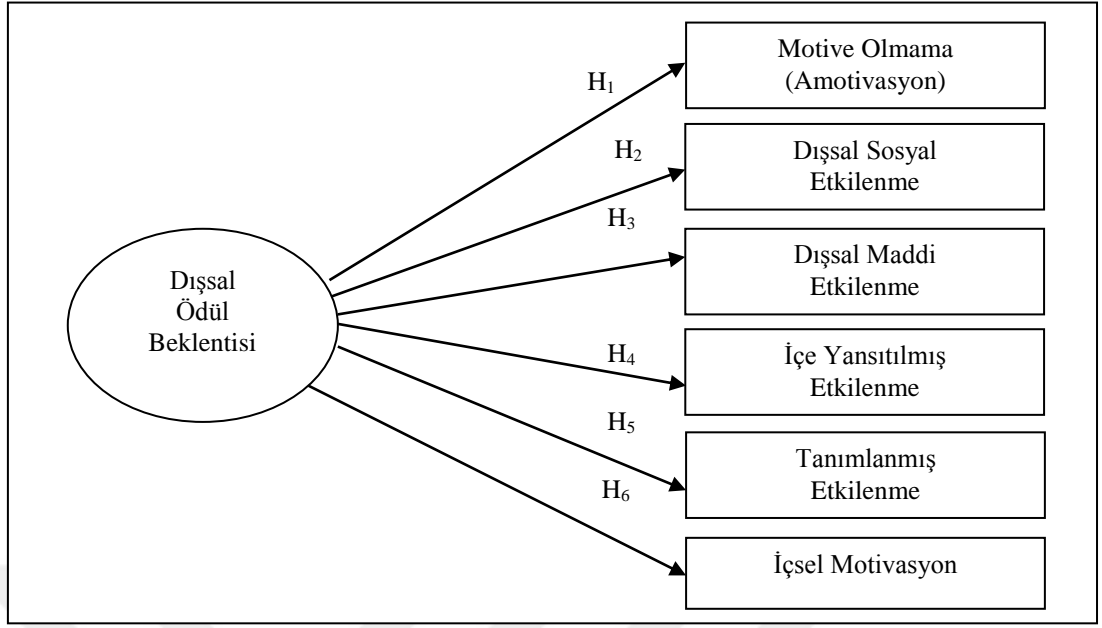 Dışsal
Ödül
Beklentisi
H₁
H₂
H₃
H₄
H₅
H₆
Motive Olmama
(Amotivasyon)
Dışsal Sosyal
Etkilenme
Dışsal Maddi
Etkilenme
İçe Yansıtılmış
Etkilenme
Tanımlanmış
Etkilenme
İçsel Motivasyon